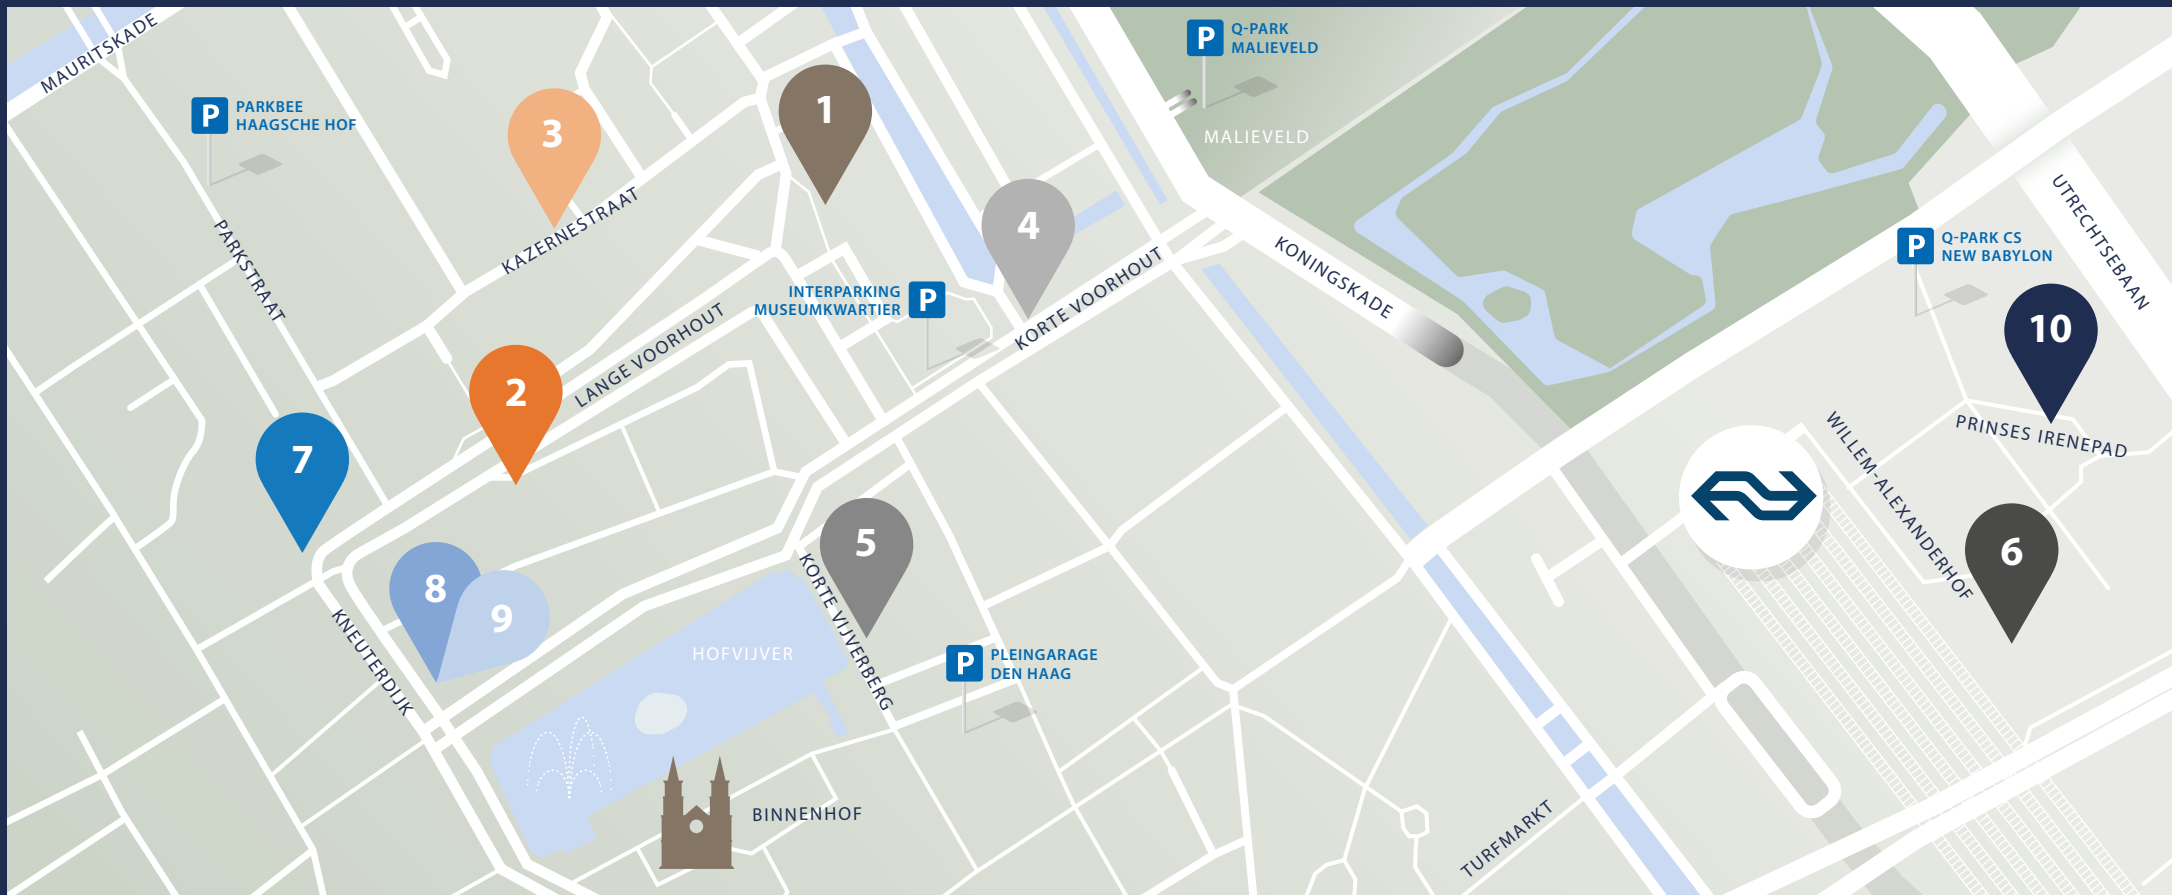 MAURITSKADE
P
PARKBEE
HAAGSCHE HOF
3
1
P
Q-PARK
MALIEVELD
MALIEVELD
PARKSTRAAT
KAZERNESTRAAT
4
KONINGSKADE
UTRECHTSEBAAN
P
Q-PARK CS
NEW BABYLON
INTERPARKING
MUSEUMKWARTIER
P
KORTE VOORHOUT
LANGE VOORHOUT
10
2
PRINSES IRENEPAD
7
WILLEM-ALEXANDERHOF
5
6
8
9
KORTE VIJVERBERG
KNEUTERDIJK
HOFVIJVER
P
PLEINGARAGE
DEN HAAG
BINNENHOF
TURFMARKT